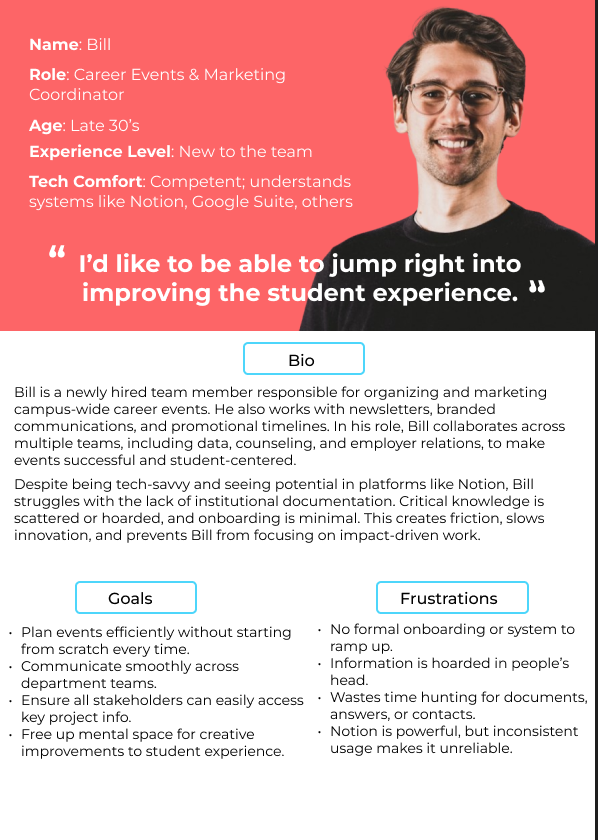 Name: Bill
Role: Career Events & Marketing
Coordinator
Age: Late 30’s
Experience Level: New to the team
Tech Comfort: Competent; understands
systems like Notion, Google Suite, others
“ I’d like to be able to jump right into
improving the student experience. ”
Bio
Bill is a newly hired team member responsible for organizing and marketing
campus-wide career events. He also works with newsletters, branded
communications, and promotional timelines. In his role, Bill collaborates across
multiple teams, including data, counseling, and employer relations, to make
events successful and student-centered.
Despite being tech-savvy and seeing potential in platforms like Notion, Bill
struggles with the lack of institutional documentation. Critical knowledge is
scattered or hoarded, and onboarding is minimal. This creates friction, slows
innovation, and prevents Bill from focusing on impact-driven work.
Goals
• Plan events efficiently without starting
from scratch every time.
• Communicate smoothly across
department teams.
• Ensure all stakeholders can easily access
key project info.
• Free up mental space for creative
improvements to student experience.
Frustrations
• No formal onboarding or system to
ramp up.
• Information is hoarded in people’s
head.
• Wastes time hunting for documents,
answers, or contacts.
• Notion is powerful, but inconsistent
usage makes it unreliable.